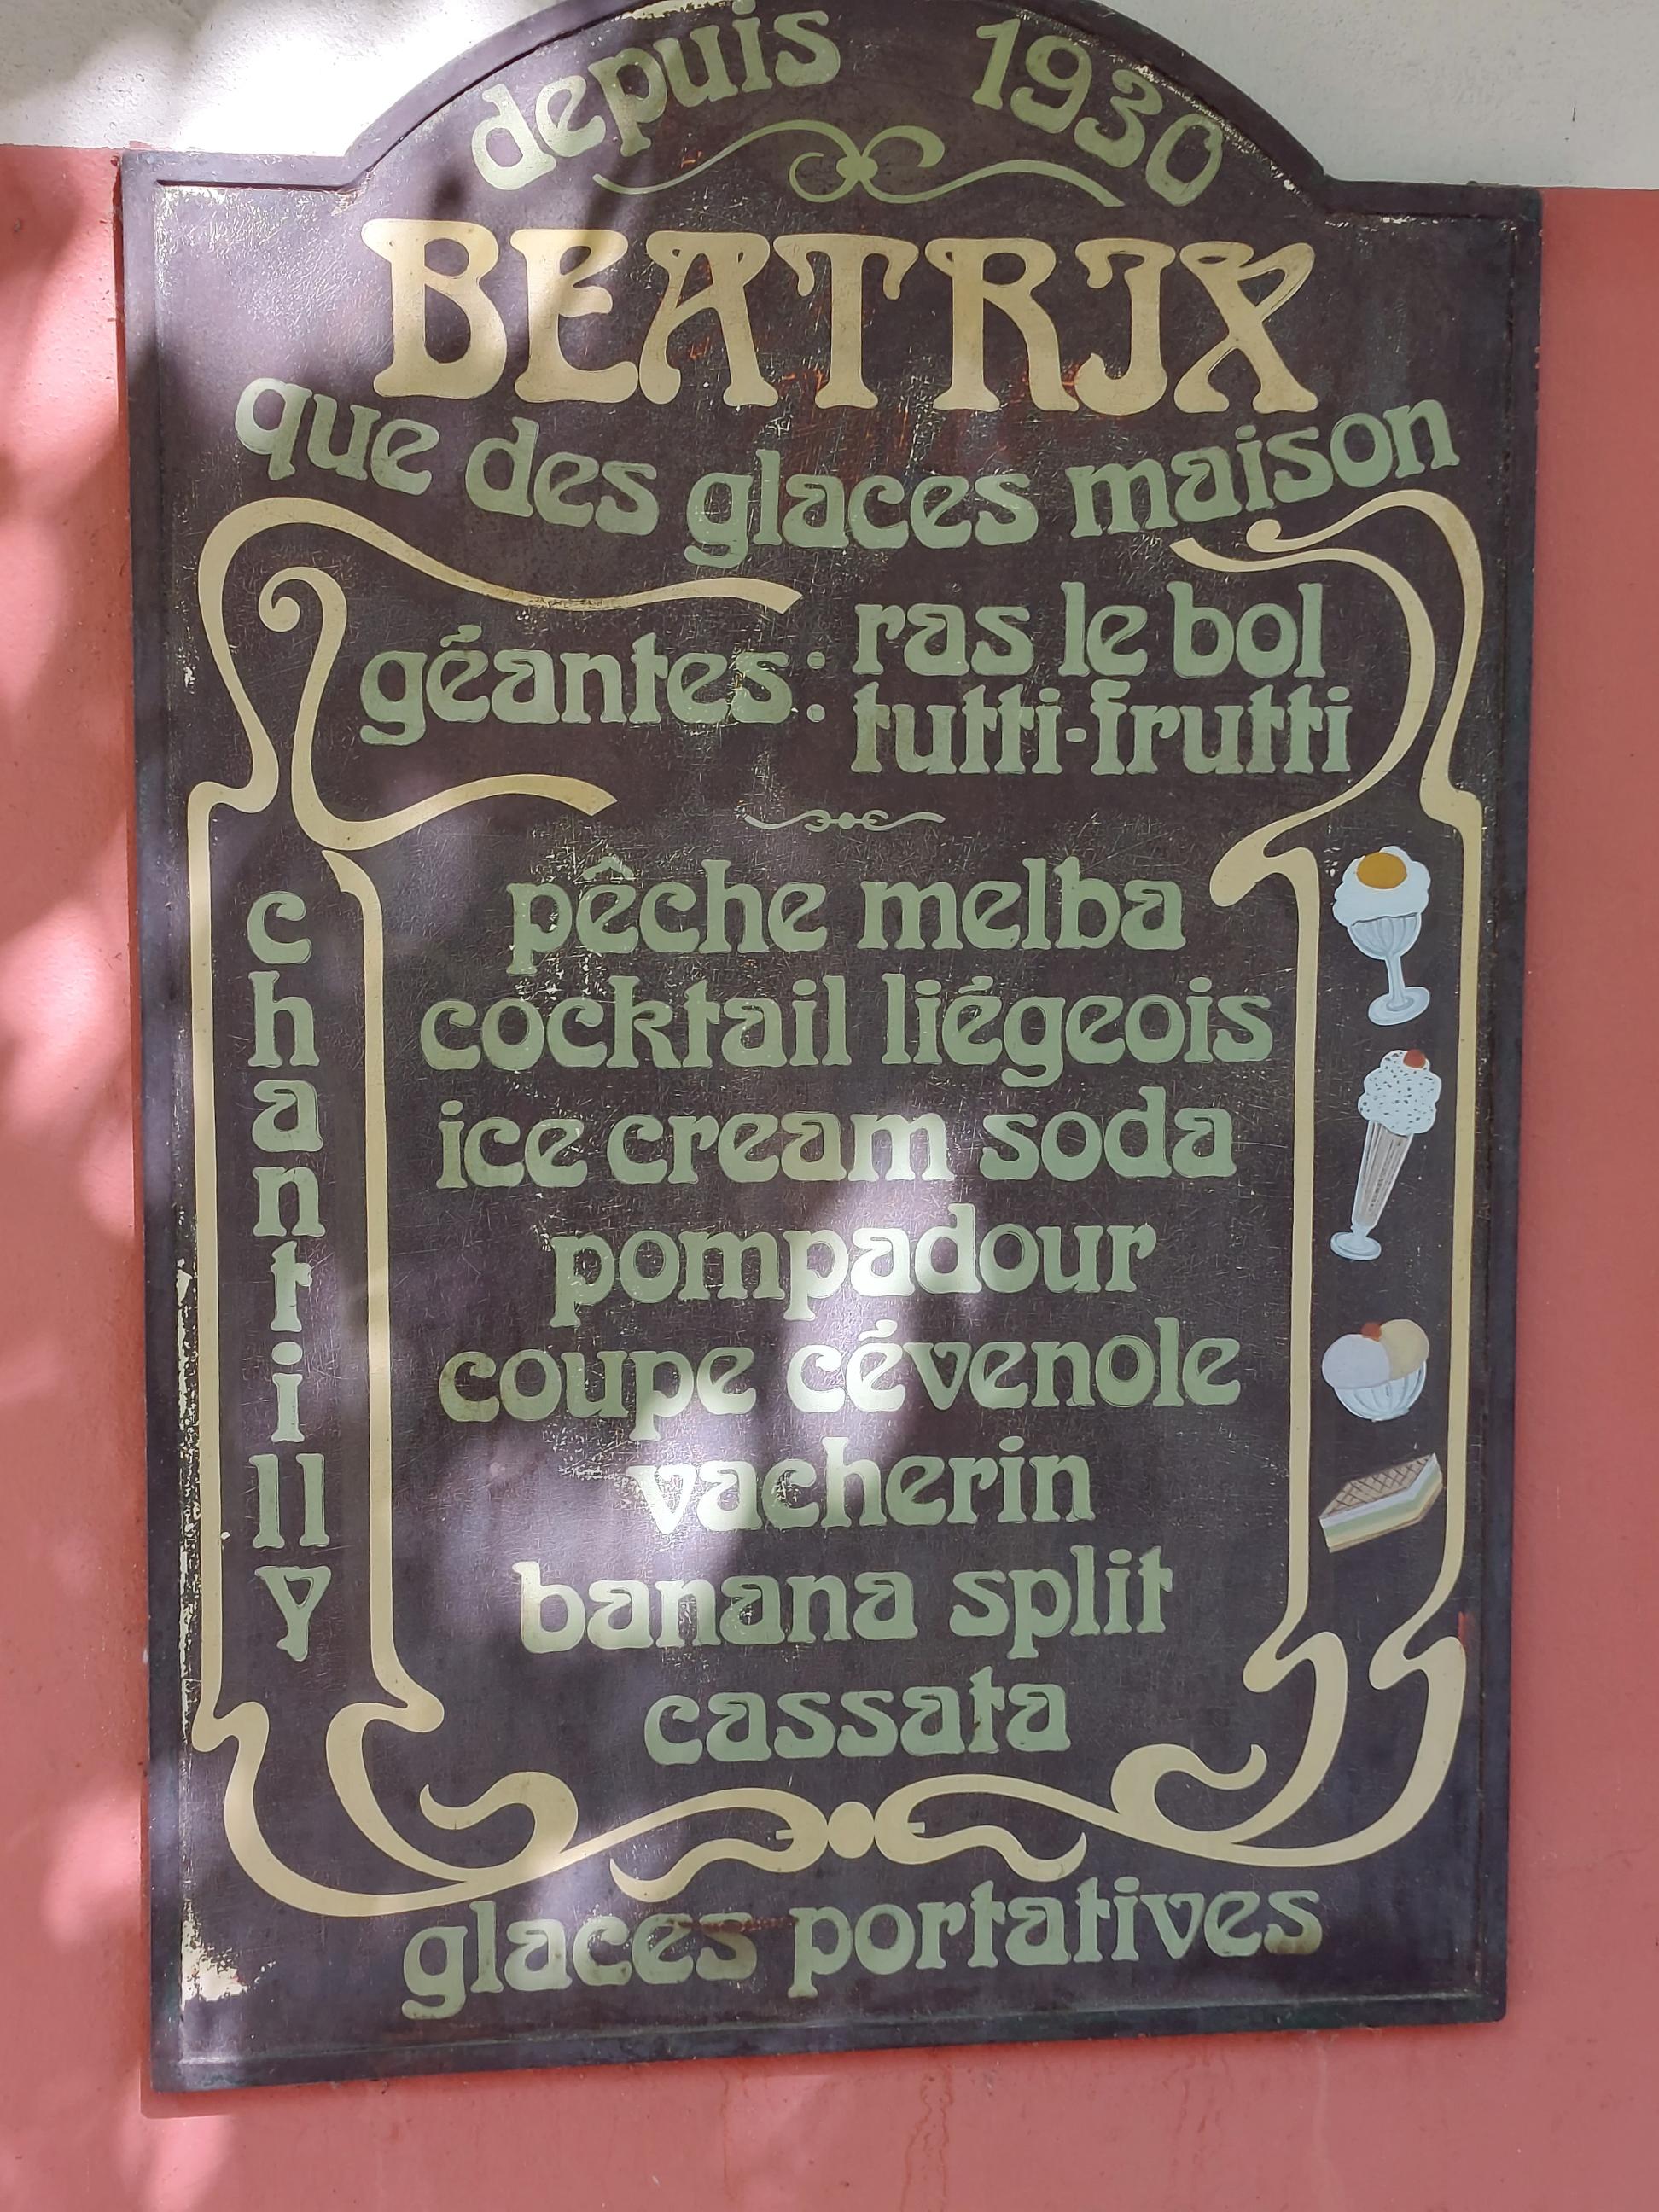 depuis 1930
BEATRIX
que des glaces maison
géantes : ras le bol
tutti-frutti
chantilly
pêche melba
cocktail liégeois
ice cream soda
pompadour
coupe cévenole
vacherin
banana split
cassata
glaces portatives